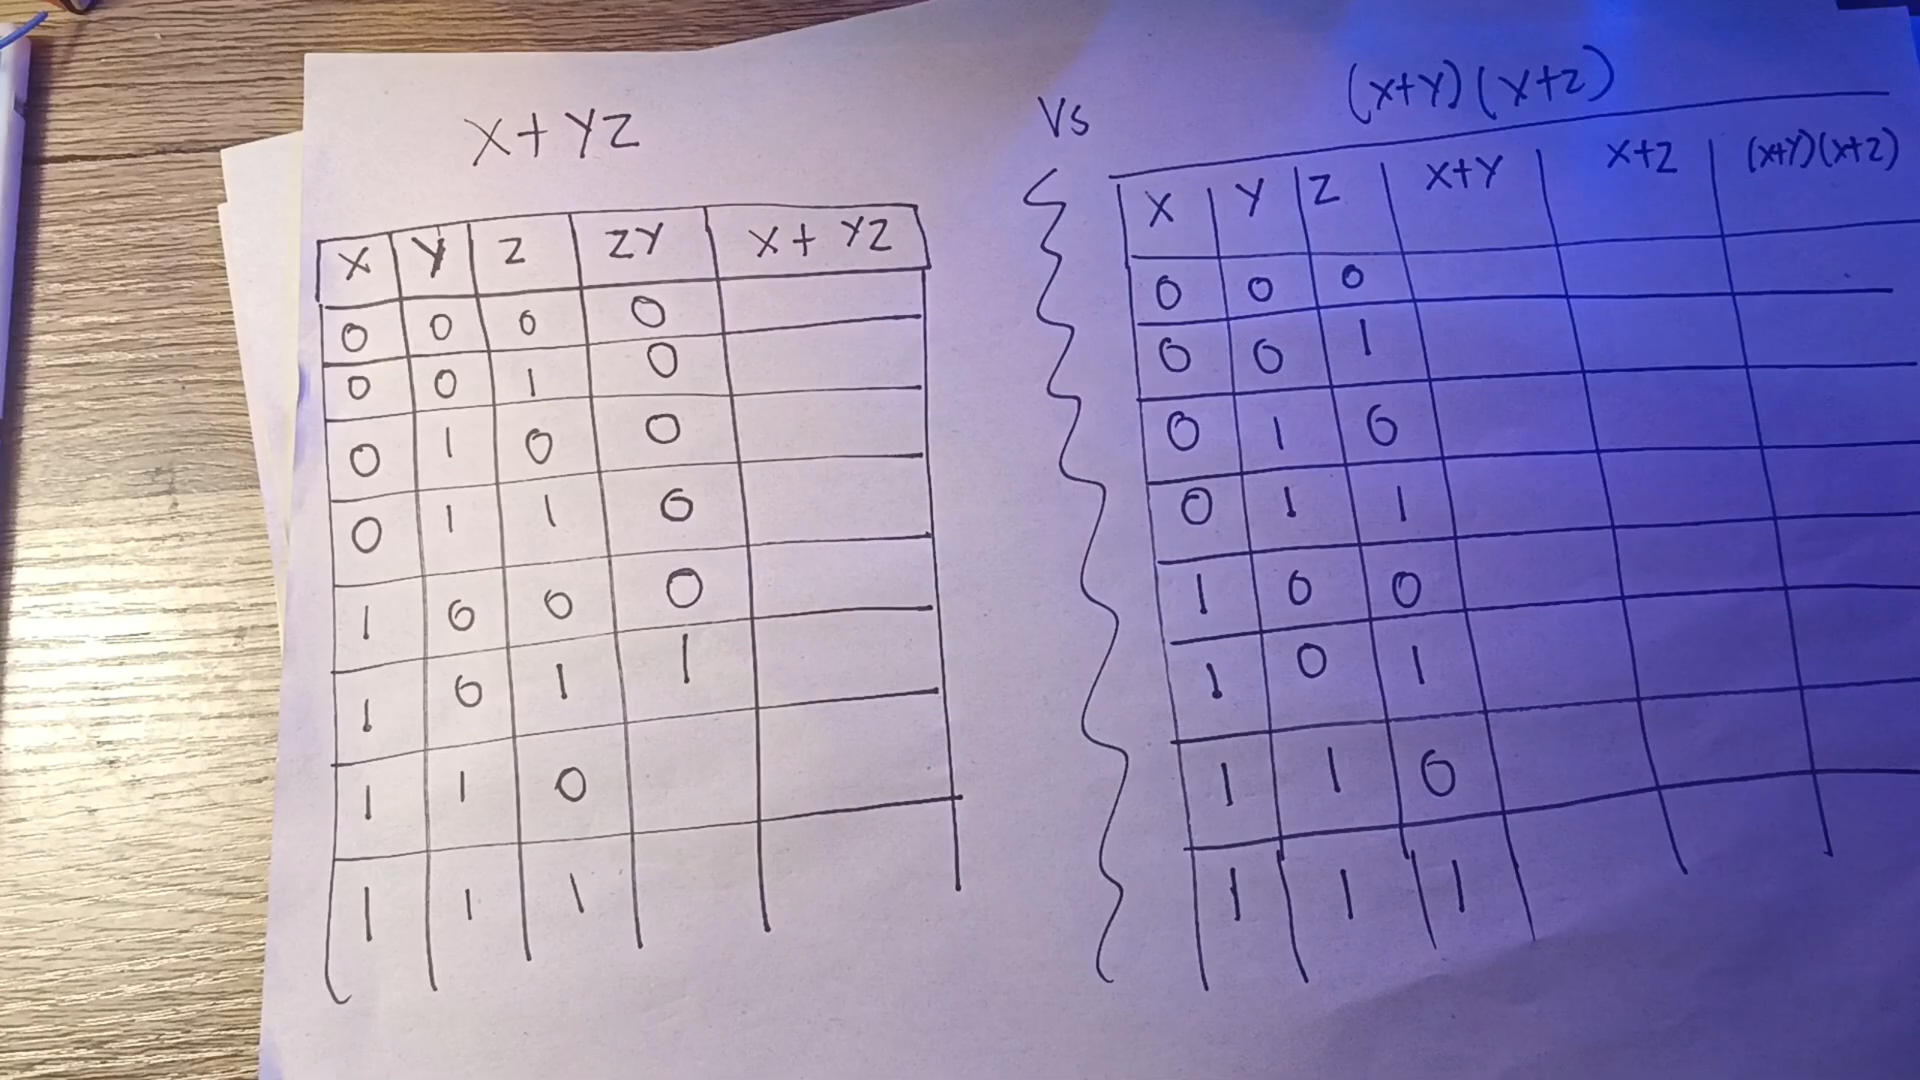 X + YZ
Vs
(X+Y) (X+Z)
X Y Z ZY X + YZ
0 0 0 0
0 0 1 0
0 1 0 0
0 1 1 0
1 0 0 0
1 0 1 1
1 1 0
1 1 1
X Y Z X+Y X+Z (X+Y)(X+Z)
0 0 0
0 0 1
0 1 0
0 1 1
1 0 0
1 0 1
1 1 0
1 1 1